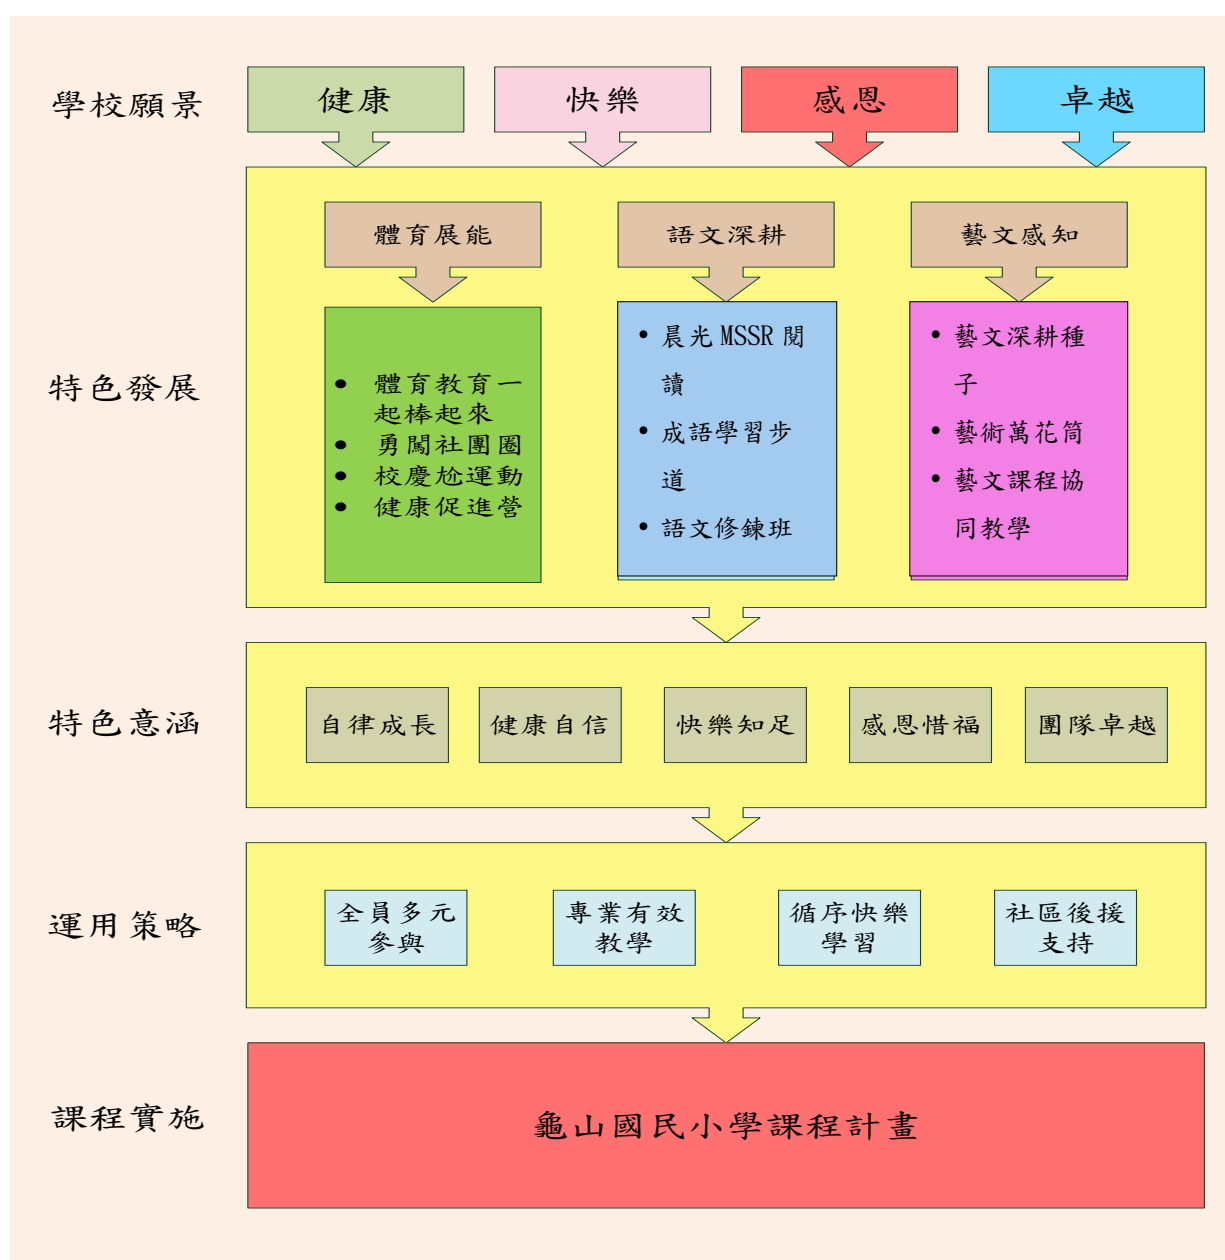 學校願景
健康
快樂
感恩
卓越
特色發展
體育展能
• 體育教育一
起棒起來
• 勇闖社團圈
• 校慶尬運動
• 健康促進營
語文深耕
• 晨光 MSSR 閱
讀
• 成語學習步
道
• 語文修鍊班
藝文感知
• 藝文深耕種
子
• 藝術萬花筒
• 藝文課程協
同教學
特色意涵
自律成長
健康自信
快樂知足
感恩惜福
團隊卓越
運用策略
全員多元
參與
專業有效
教學
循序快樂
學習
社區後援
支持
課程實施
龜山國民小學課程計畫